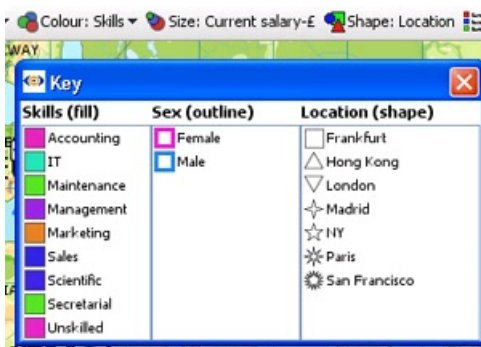 Colour: Skills Size: Current salary-£ Shape: Location
WAY
Key
Skills (fill) Sex (outline) Location (shape)
Accounting Female Frankfurt
IT Male Hong Kong
Maintenance London
Management Madrid
Marketing NY
Sales Paris
Scientific San Francisco
Secretarial
Unskilled